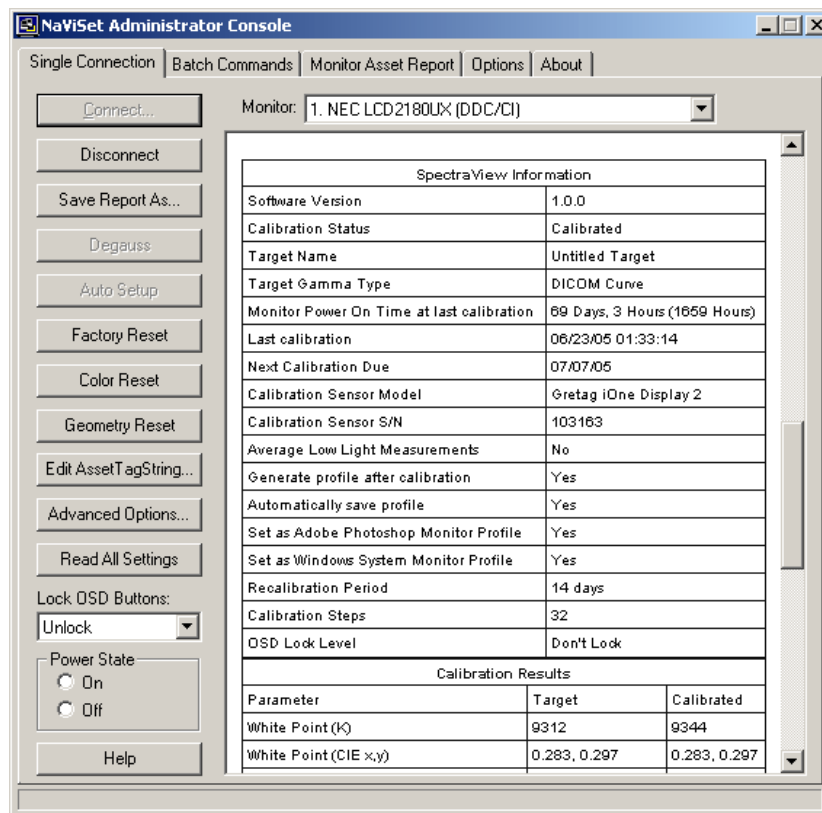 NaViSet Administrator Console
Single Connection
Batch Commands
Monitor Asset Report
Options
About
Connect...
Disconnect
Save Report As...
Degauss
Auto Setup
Factory Reset
Color Reset
Geometry Reset
Edit AssetTagString...
Advanced Options...
Read All Settings
Lock OSD Buttons:
Unlock
Power State
On
Off
Help
Monitor: 1. NEC LCD2180UX (DDC/CI)
SpectraView Information
Software Version 1.0.0
Calibration Status Calibrated
Target Name Untitled Target
Target Gamma Type DICOM Curve
Monitor Power On Time at last calibration 69 Days, 3 Hours (1659 Hours)
Last calibration 06/23/05 01:33:14
Next Calibration Due 07/07/05
Calibration Sensor Model Gretag iOne Display 2
Calibration Sensor S/N 103163
Average Low Light Measurements No
Generate profile after calibration Yes
Automatically save profile Yes
Set as Adobe Photoshop Monitor Profile Yes
Set as Windows System Monitor Profile Yes
Recalibration Period 14 days
Calibration Steps 32
OSD Lock Level Don't Lock
Calibration Results
Parameter Target Calibrated
White Point (K) 9312 9344
White Point (CIE x,y) 0.283, 0.297 0.283, 0.297